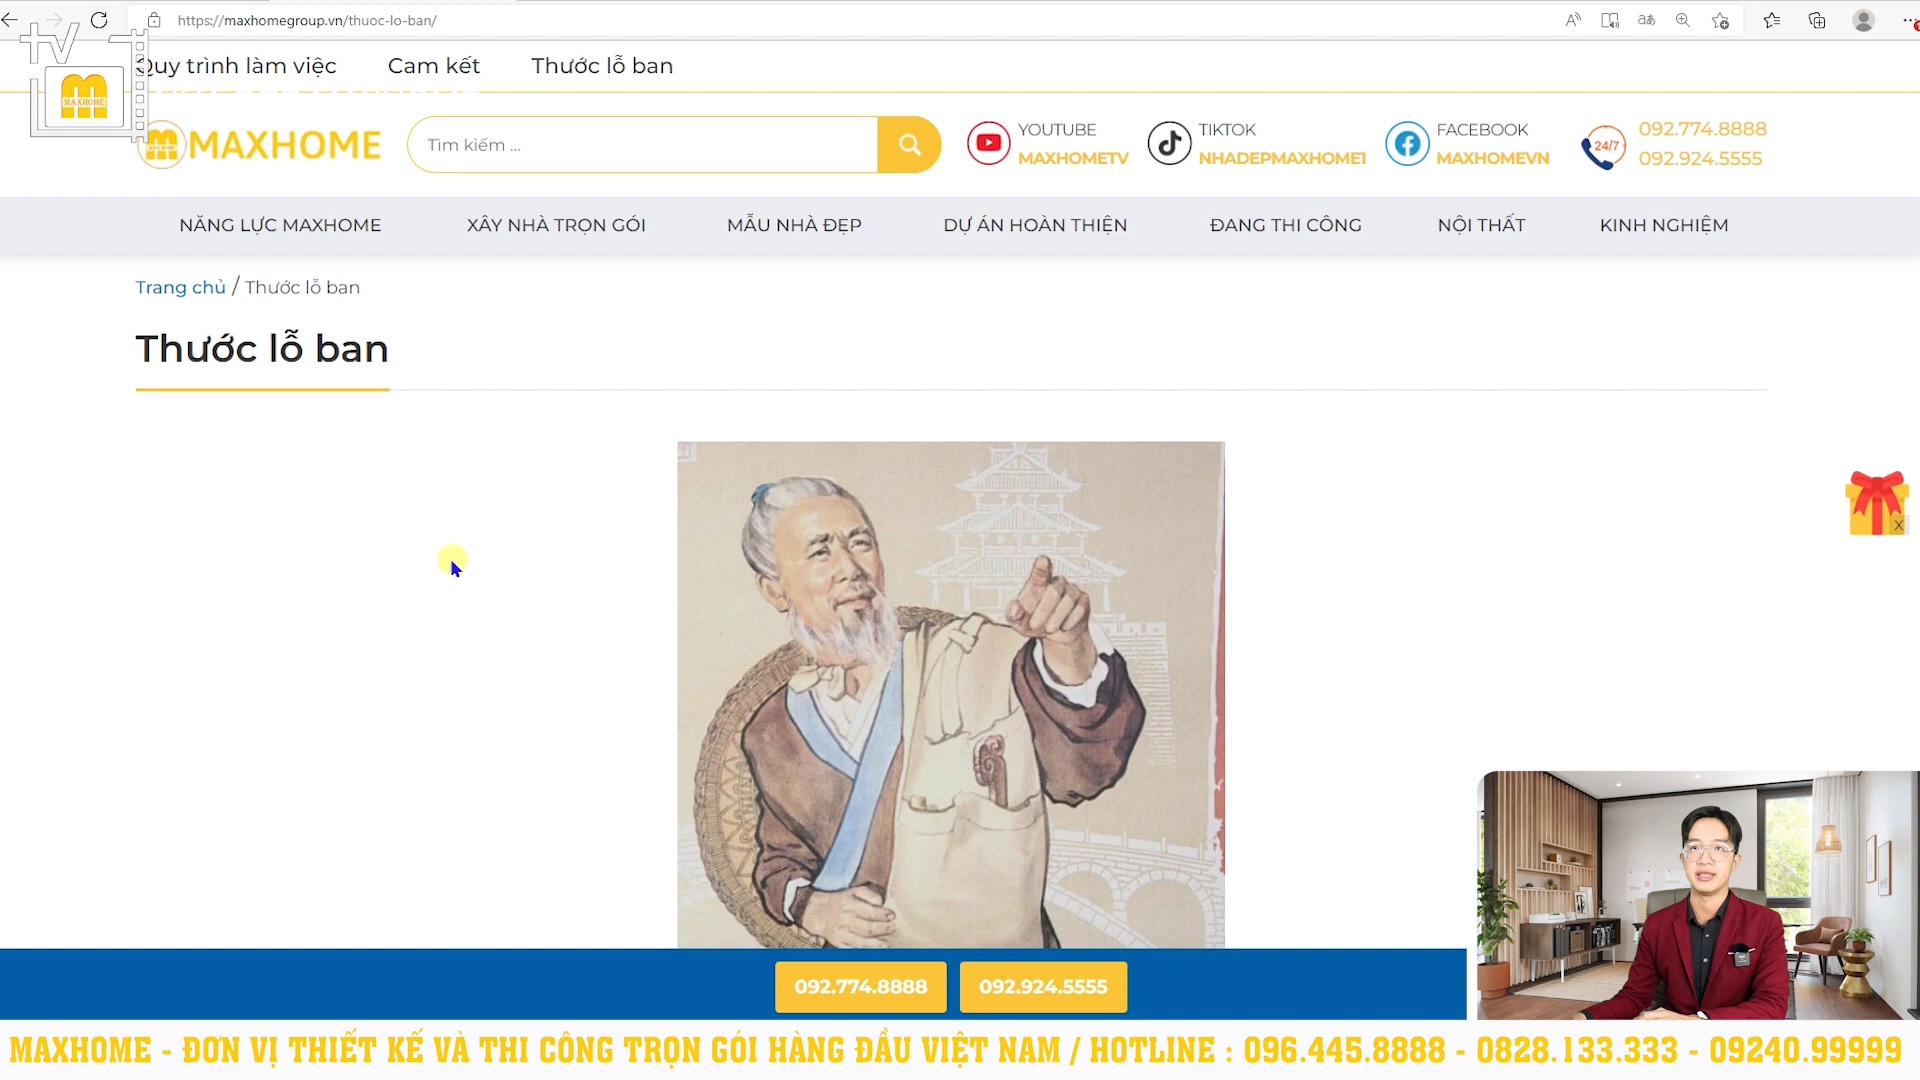 https://maxhomegroup.vn/thuoc-lo-ban/
tv
MAXHOME
Quy trình làm việc
Cam kết
Thước lỗ ban
MAXHOME
Tìm kiếm ...
YOUTUBE
MAXHOMETV
TIKTOK
NHADEPMAXHOME1
FACEBOOK
MAXHOMEVN
24/7
092.774.8888
092.924.5555
NĂNG LỰC MAXHOME
XÂY NHÀ TRỌN GÓI
MẪU NHÀ ĐẸP
DỰ ÁN HOÀN THIỆN
ĐANG THI CÔNG
NỘI THẤT
KINH NGHIỆM
Trang chủ / Thước lỗ ban
Thước lỗ ban
X
092.774.8888
092.924.5555
MAXHOME - ĐƠN VỊ THIẾT KẾ VÀ THI CÔNG TRỌN GÓI HÀNG ĐẦU VIỆT NAM / HOTLINE : 096.445.8888 - 0828.133.333 - 09240.99999